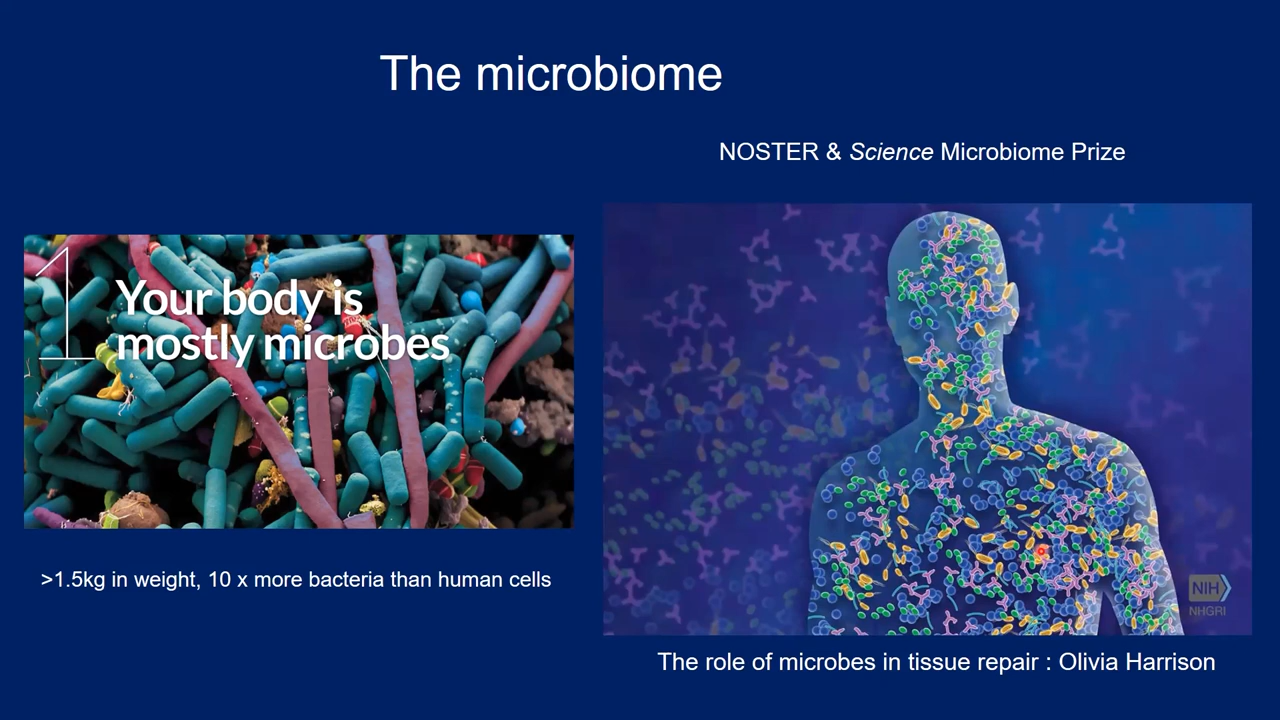 The microbiome
NOSTER & Science Microbiome Prize
1
Your body is
mostly microbes
NIH
NHGRI
>1.5kg in weight, 10 x more bacteria than human cells
The role of microbes in tissue repair : Olivia Harrison